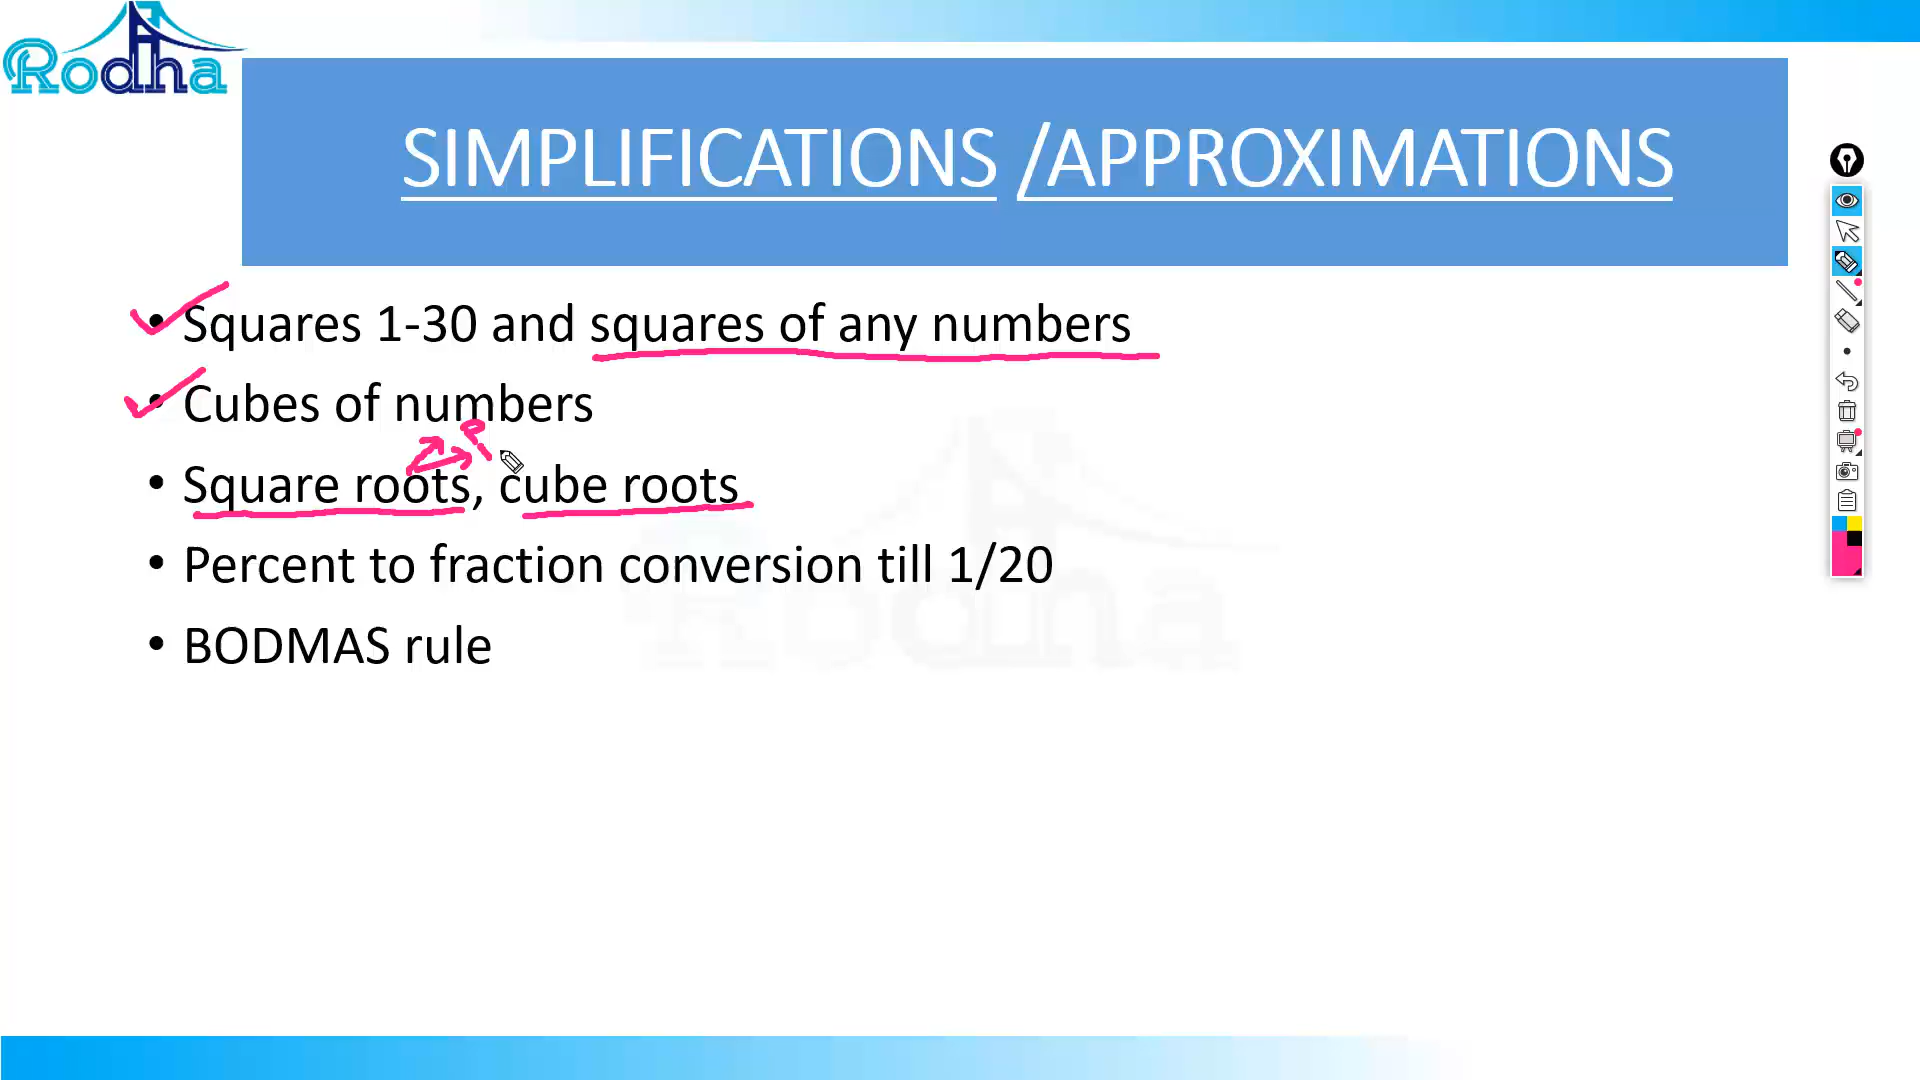 Rodha
SIMPLIFICATIONS /APPROXIMATIONS
• Squares 1-30 and squares of any numbers
• Cubes of numbers
• Square roots, cube roots
• Percent to fraction conversion till 1/20
• BODMAS rule
Rodha